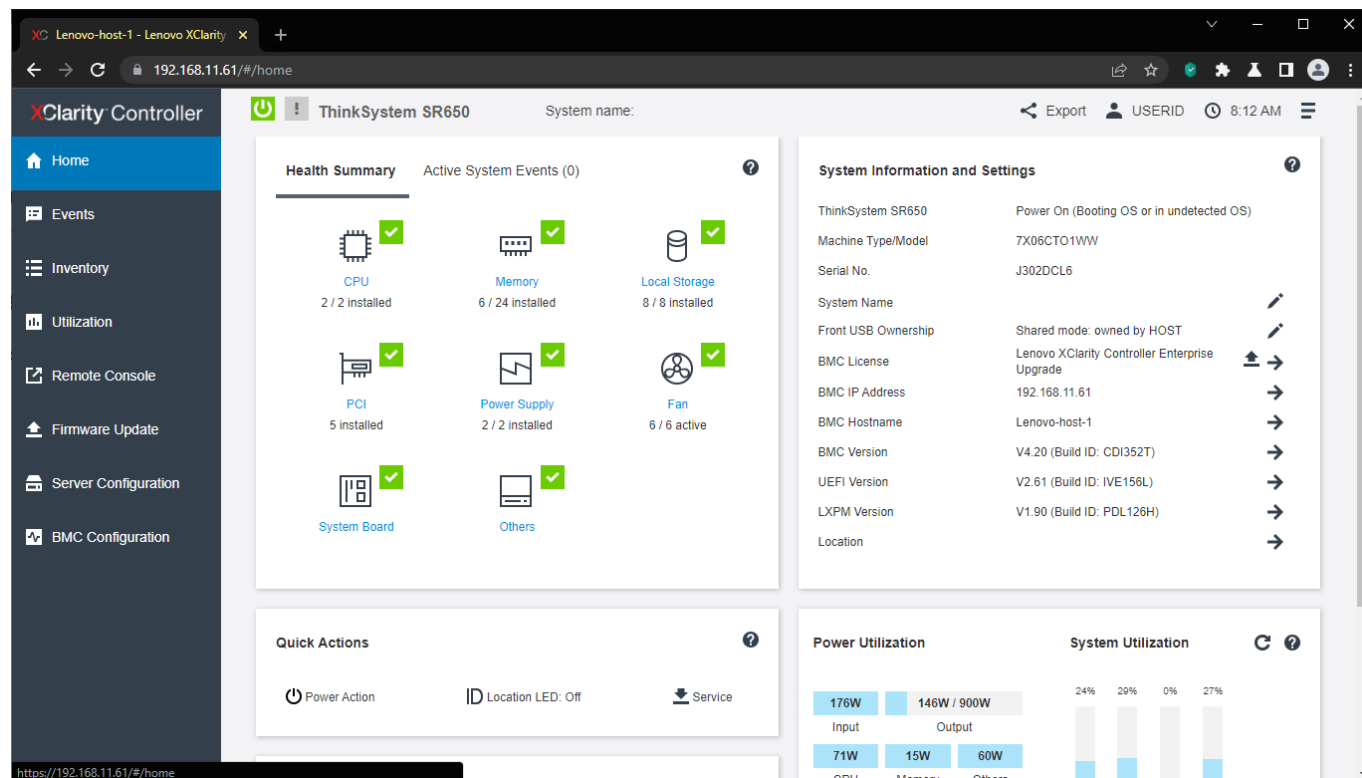 Lenovo-host-1 - Lenovo XClarity
192.168.11.61/#/home
XClarity Controller
ThinkSystem SR650
System name:
Export
USERID
8:12 AM
Home
Events
Inventory
Utilization
Remote Console
Firmware Update
Server Configuration
BMC Configuration
Health Summary
Active System Events (0)
CPU
2 / 2 installed
Memory
6 / 24 installed
Local Storage
8 / 8 installed
PCI
5 installed
Power Supply
2 / 2 installed
Fan
6 / 6 active
System Board
Others
System Information and Settings
ThinkSystem SR650 Power On (Booting OS or in undetected OS)
Machine Type/Model 7X06CTO1WW
Serial No. J302DCL6
System Name
Front USB Ownership Shared mode: owned by HOST
BMC License Lenovo XClarity Controller Enterprise
Upgrade
BMC IP Address 192.168.11.61
BMC Hostname Lenovo-host-1
BMC Version V4.20 (Build ID: CDI352T)
UEFI Version V2.61 (Build ID: IVE156L)
LXPM Version V1.90 (Build ID: PDL126H)
Location
Quick Actions
Power Action
Location LED: Off
Service
Power Utilization
176W 146W / 900W
Input Output
71W 15W 60W
CPU Memory Others
System Utilization
24% 29% 0% 27%
https://192.168.11.61/#/home